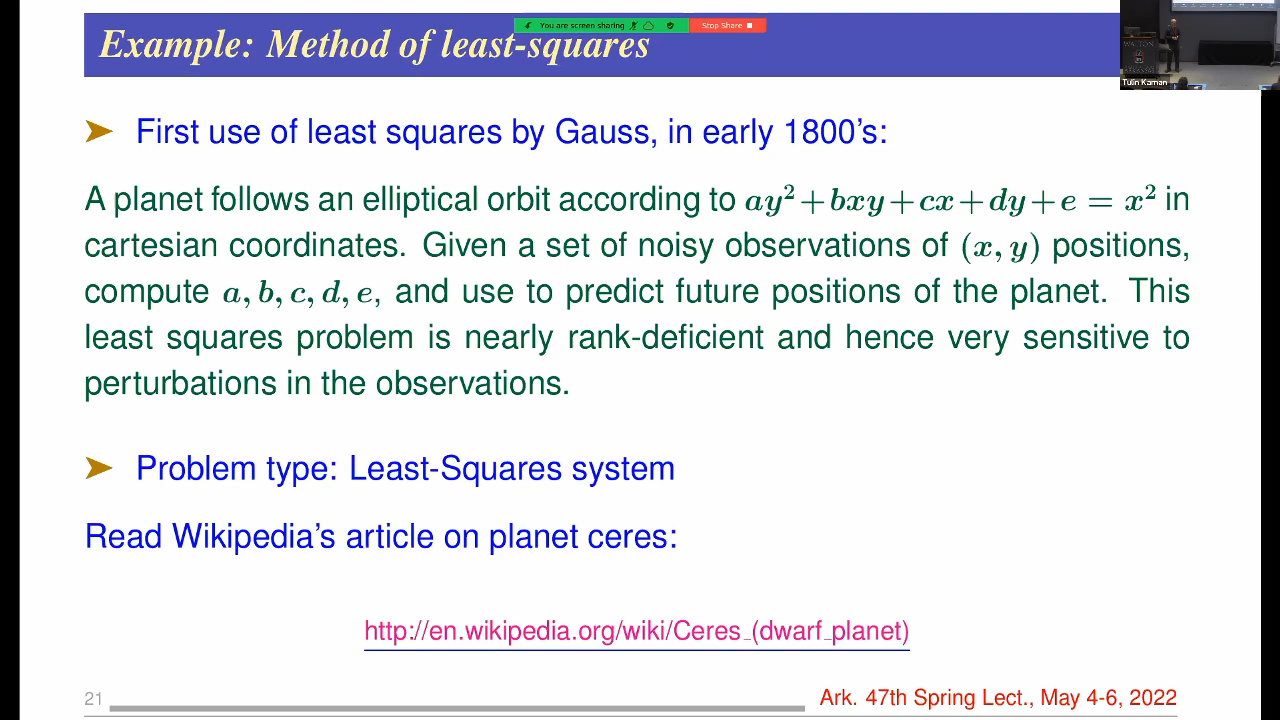 You are screen sharing
Stop Share
Example: Method of least-squares
WALTON
Tulin Kaman
➤ First use of least squares by Gauss, in early 1800's:
A planet follows an elliptical orbit according to ay² + bxy + cx + dy + e = x² in
cartesian coordinates. Given a set of noisy observations of (x, y) positions,
compute a, b, c, d, e, and use to predict future positions of the planet. This
least squares problem is nearly rank-deficient and hence very sensitive to
perturbations in the observations.
➤ Problem type: Least-Squares system
Read Wikipedia's article on planet ceres:
http://en.wikipedia.org/wiki/Ceres_(dwarf_planet)
21
Ark. 47th Spring Lect., May 4-6, 2022